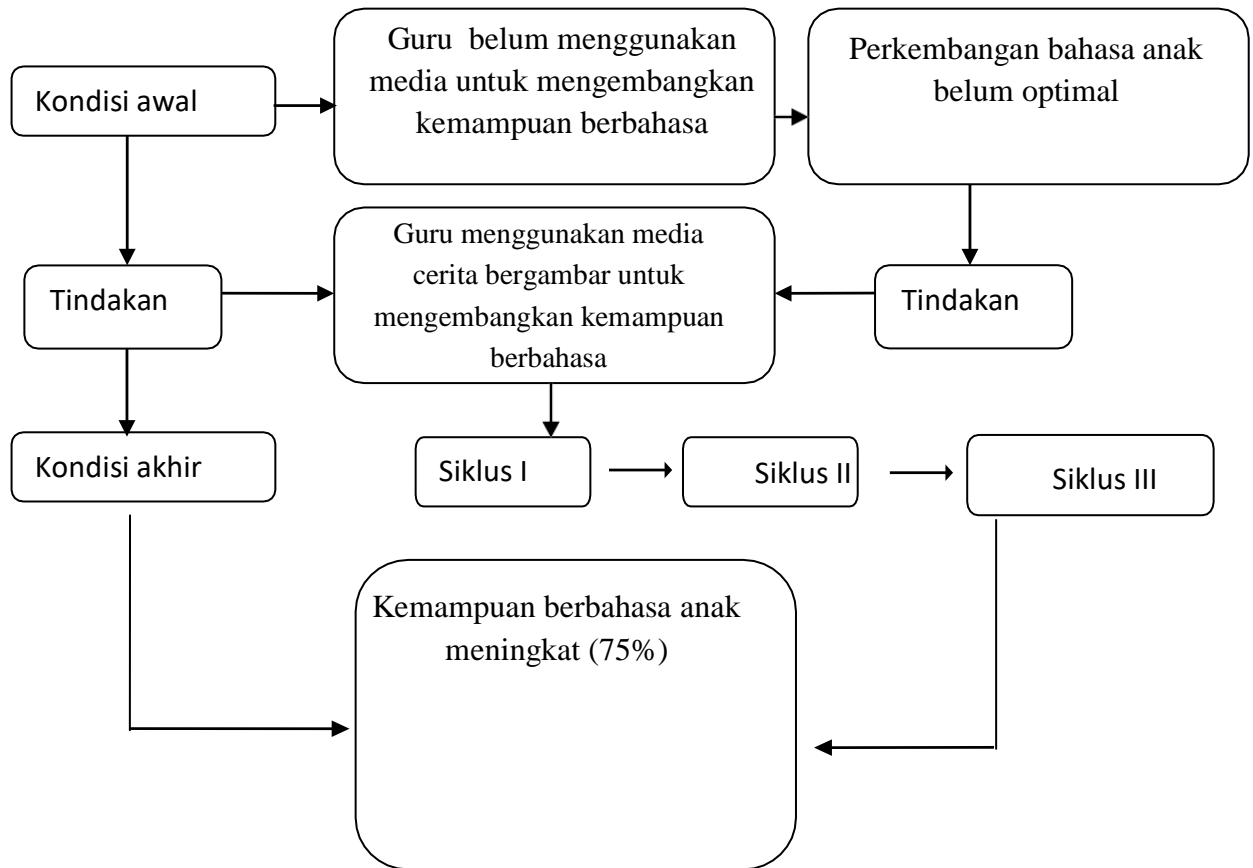 Kondisi awal
Guru belum menggunakan
media untuk mengembangkan
kemampuan berbahasa
Perkembangan bahasa anak
belum optimal
Tindakan
Guru menggunakan media
cerita bergambar untuk
mengembangkan kemampuan
berbahasa
Tindakan
Kondisi akhir
Siklus I
Siklus II
Siklus III
Kemampuan berbahasa anak
meningkat (75%)